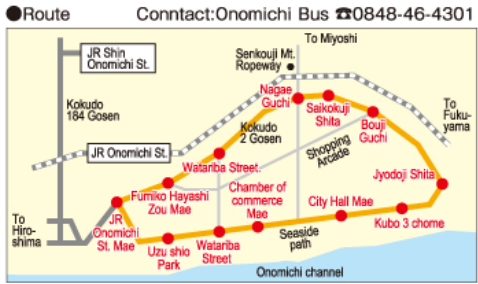 ●Route
Conntact:Onomichi Bus ☎0848-46-4301
To Miyoshi
JR Shin
Onomichi St.
Senkouji Mt.
Ropeway
Kokudo
184 Gosen
Nagae
Guchi
Saikokuji
Shita
Bouji
Guchi
To
Fuku-
yama
Kokudo
2 Gosen
Shopping
Arcade
JR Onomichi St.
Watariba Street
Jyodoji Shita
Fumiko Hayashi
Zou Mae
Chamber of
commerce
Mae
City Hall Mae
Kubo 3 chome
To
Hiro-
shima
JR
Onomichi
St. Mae
Uzu shio
Park
Watariba
Street
Seaside
path
Onomichi channel